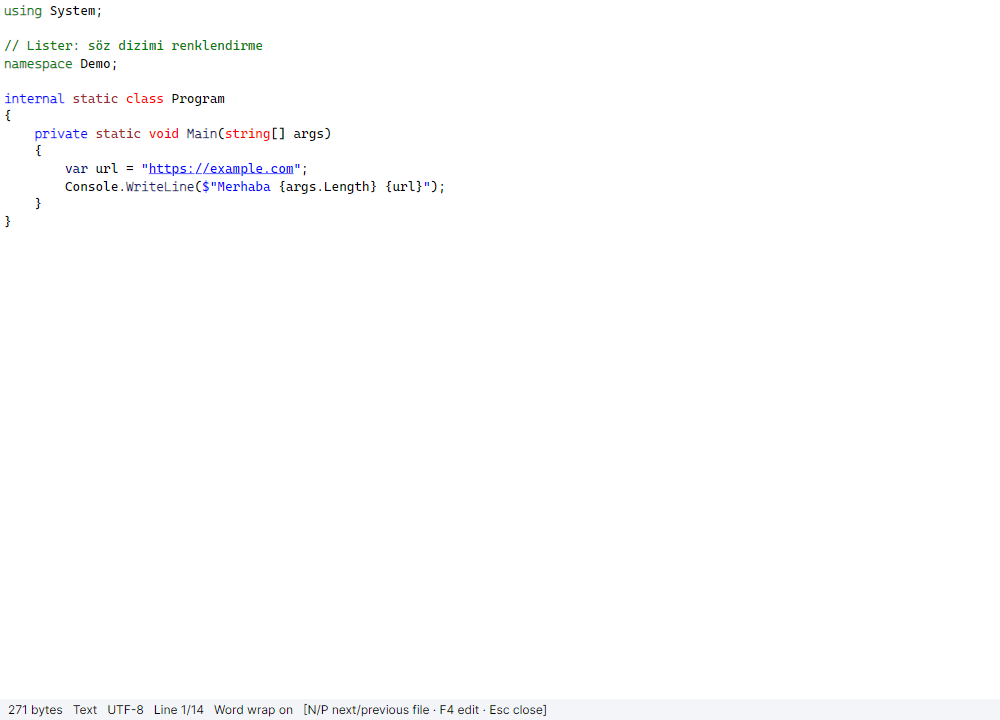 using System;

// Lister: söz dizimi renklendirme
namespace Demo;

internal static class Program
{
    private static void Main(string[] args)
    {
        var url = "https://example.com";
        Console.WriteLine($"Merhaba {args.Length} {url}");
    }
}
271 bytes   Text   UTF-8   Line 1/14   Word wrap on   [N/P next/previous file · F4 edit · Esc close]